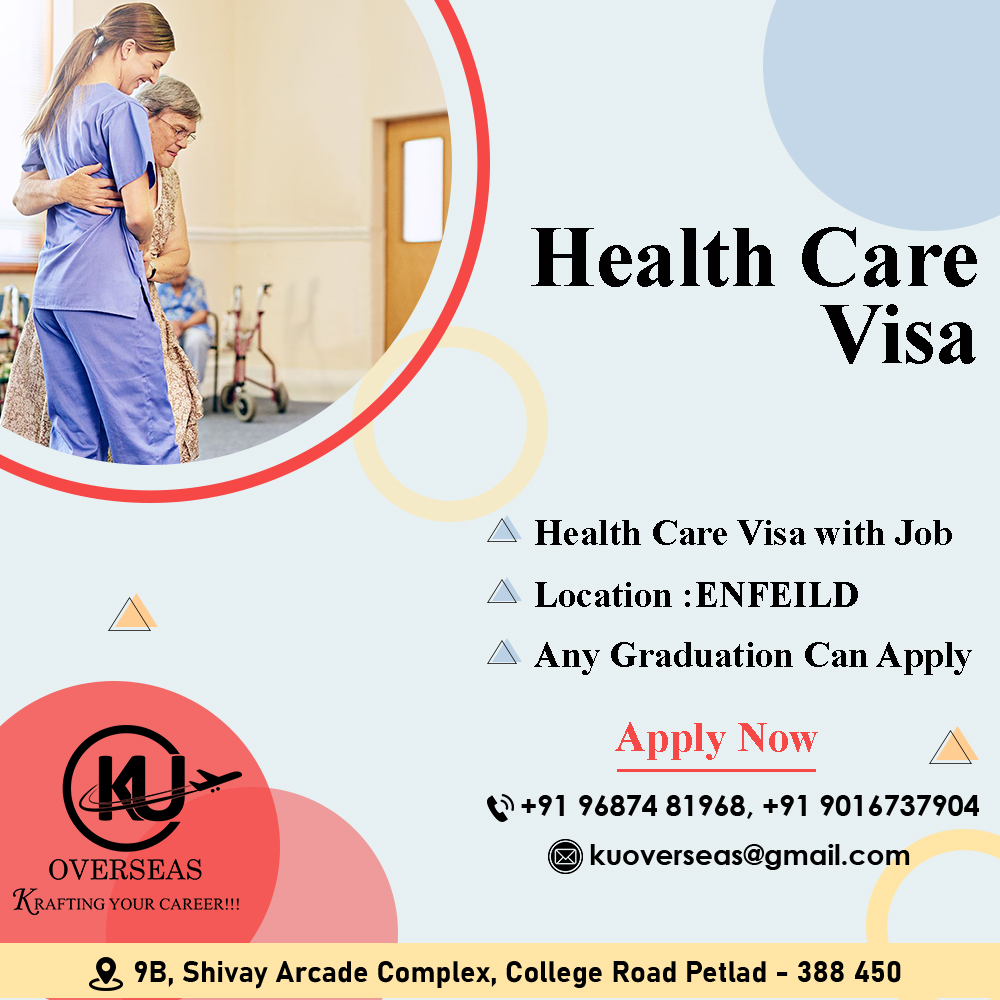 Health Care
Visa
Health Care Visa with Job
Location :ENFEILD
Any Graduation Can Apply
Apply Now
+91 96874 81968, +91 9016737904
kuoverseas@gmail.com
KU
OVERSEAS
KRAFTING YOUR CAREER!!!
9B, Shivay Arcade Complex, College Road Petlad - 388 450